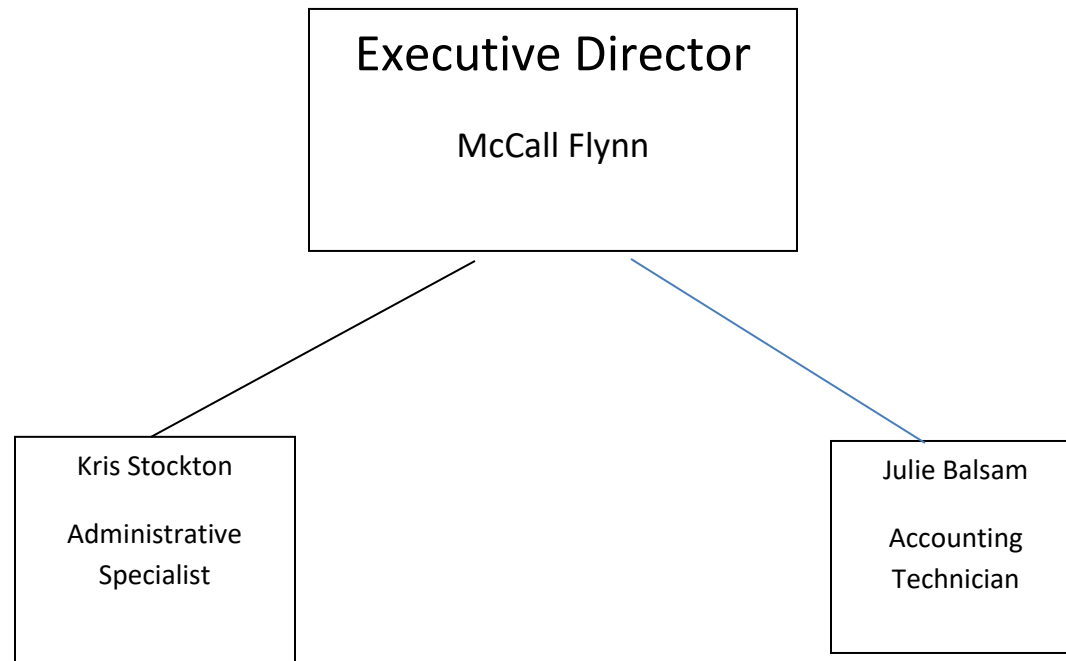 Executive Director
McCall Flynn
Kris Stockton
Administrative
Specialist
Julie Balsam
Accounting
Technician